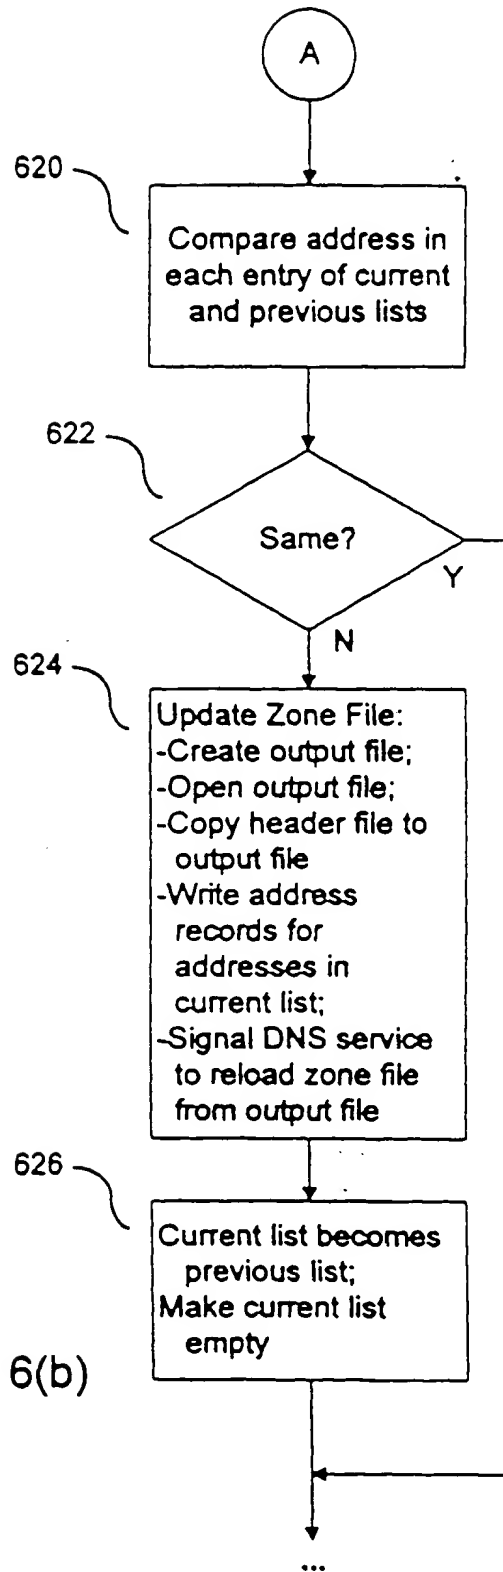 A
620
Compare address in
each entry of current
and previous lists
622
Same?
Y
N
624
Update Zone File:
-Create output file;
-Open output file;
-Copy header file to
output file
-Write address
records for
addresses in
current list;
-Signal DNS service
to reload zone file
from output file
626
Current list becomes
previous list;
Make current list
empty
6(b)
...